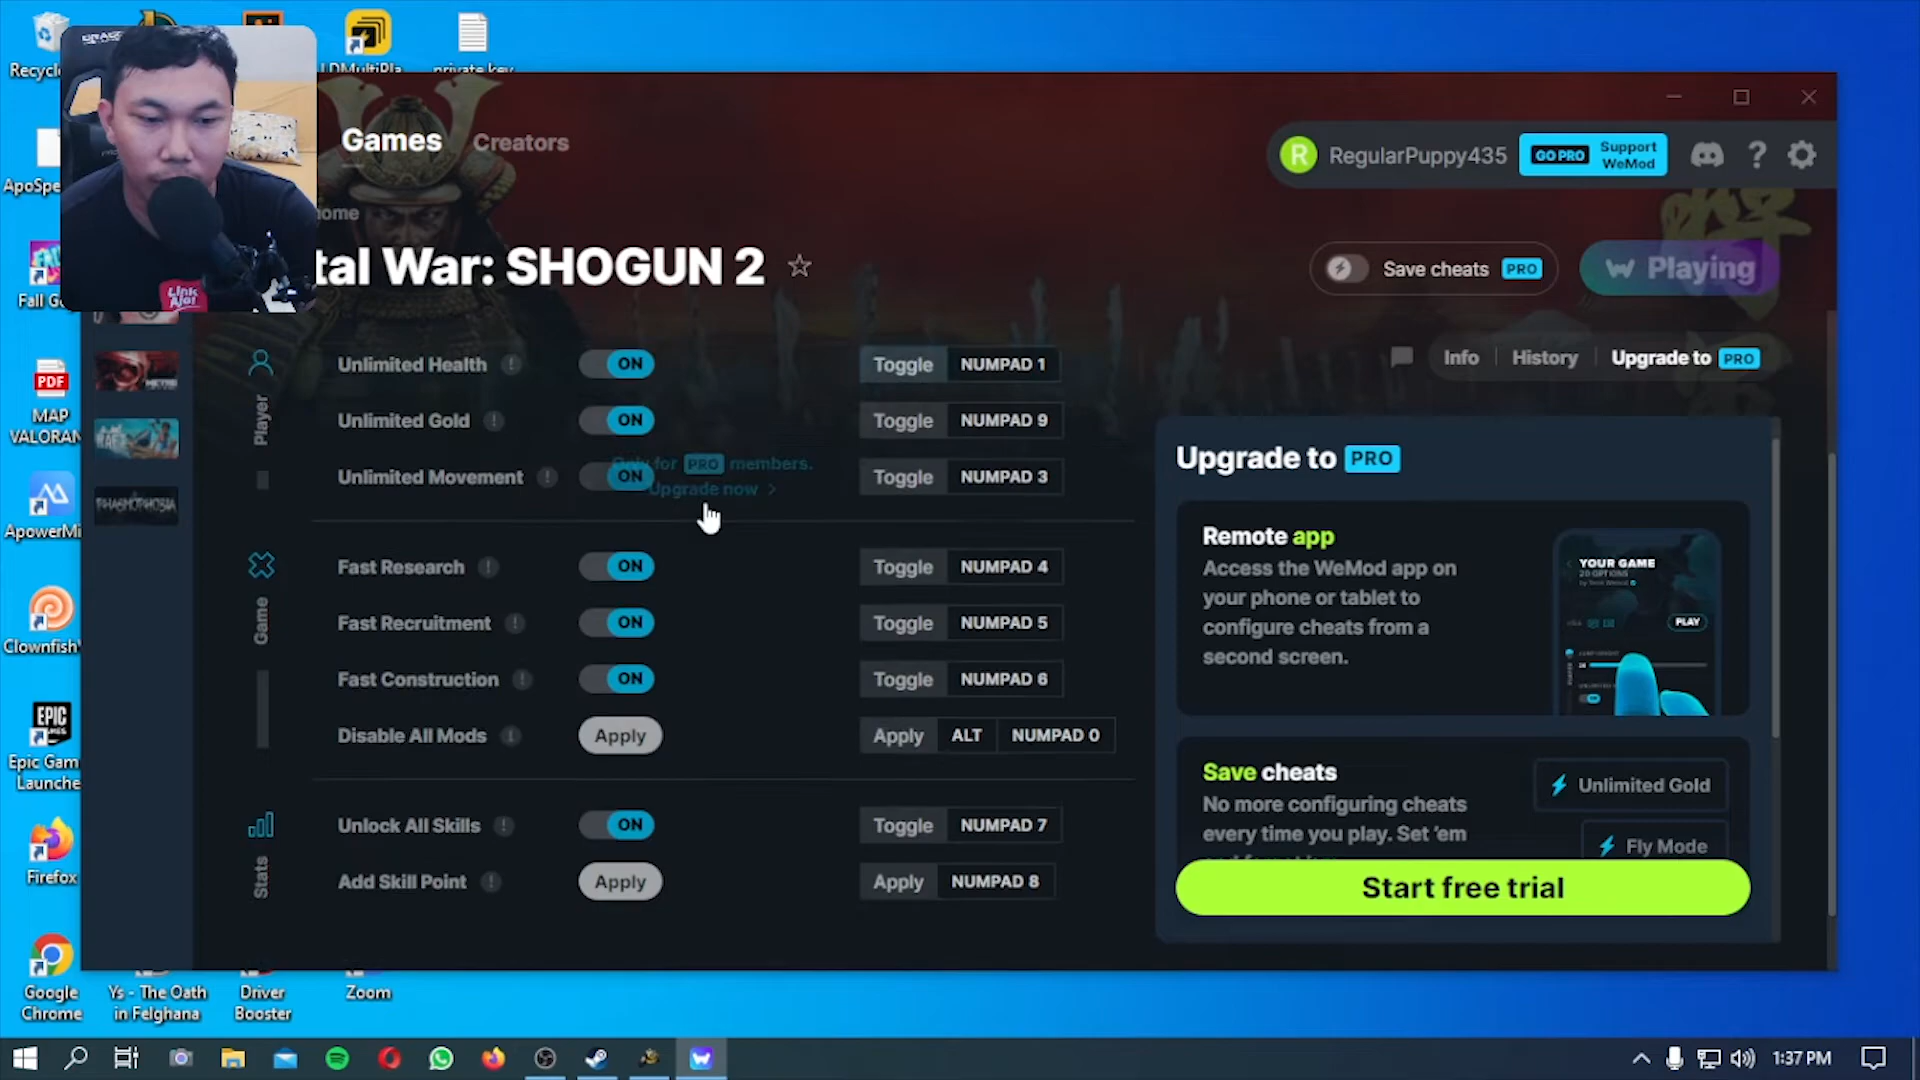 Recycl
LDMultiPla
private key
ApoSpe
Fall G
MAP
VALORAN
ApowerMi
Clownfish
EPIC
GAMES
Epic Gam
Launche
Firefox
Google
Chrome
Ys - The Oath
in Felghana
Driver
Booster
Zoom
PDF
Link
Aja!
Games
Creators
R
RegularPuppy435
GO PRO
Support
WeMod
?
ome
tal War: SHOGUN 2
Save cheats PRO
Playing
Info
History
Upgrade to PRO
PHASMOPHOBIA
Player
Unlimited Health
ON
Toggle
NUMPAD 1
Unlimited Gold
ON
Toggle
NUMPAD 9
Only for PRO members.
Upgrade now >
Unlimited Movement
ON
Toggle
NUMPAD 3
Game
Fast Research
ON
Toggle
NUMPAD 4
Fast Recruitment
ON
Toggle
NUMPAD 5
Fast Construction
ON
Toggle
NUMPAD 6
Disable All Mods
Apply
Apply
ALT
NUMPAD 0
Stats
Unlock All Skills
ON
Toggle
NUMPAD 7
Add Skill Point
Apply
Apply
NUMPAD 8
Upgrade to PRO
Remote app
Access the WeMod app on
your phone or tablet to
configure cheats from a
second screen.
YOUR GAME
PLAY
Save cheats
No more configuring cheats
every time you play. Set 'em
Unlimited Gold
Fly Mode
Start free trial
1:37 PM